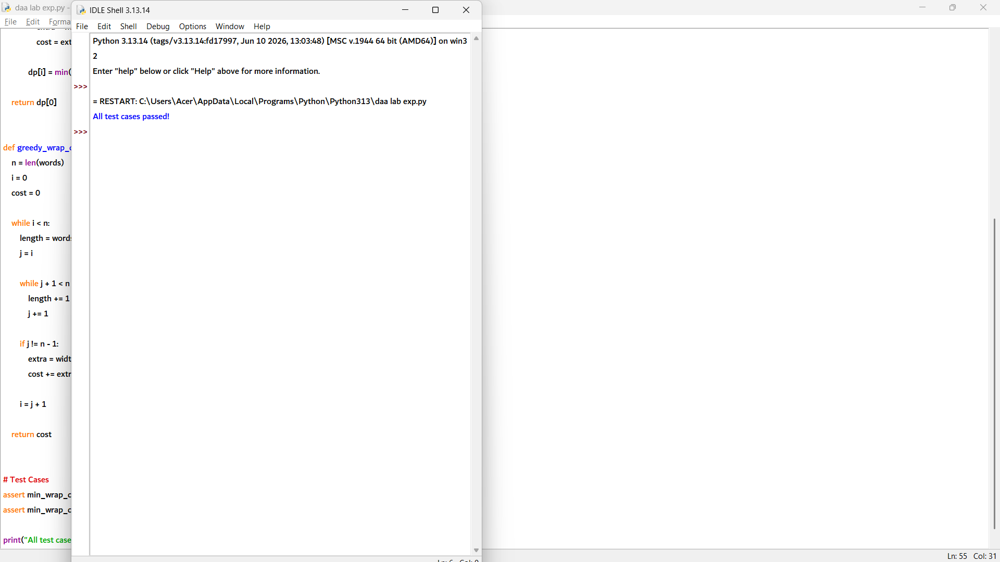 daa lab exp.py -
File Edit Forma
cost = ext
dp[i] = min(
return dp[0]
def greedy_wrap_c
n = len(words)
i = 0
cost = 0
while i < n:
length = words
j = i
while j + 1 < n
length += 1
j += 1
if j != n - 1:
extra = widt
cost += extr
i = j + 1
return cost
# Test Cases
assert min_wrap_c
assert min_wrap_c
print("All test case
IDLE Shell 3.13.14
File Edit Shell Debug Options Window Help
Python 3.13.14 (tags/v3.13.14:fd17997, Jun 10 2026, 13:03:48) [MSC v.1944 64 bit (AMD64)] on win3
2
Enter "help" below or click "Help" above for more information.
>>>
= RESTART: C:\Users\Acer\AppData\Local\Programs\Python\Python313\daa lab exp.py
All test cases passed!
>>>
Ln: 55 Col: 31